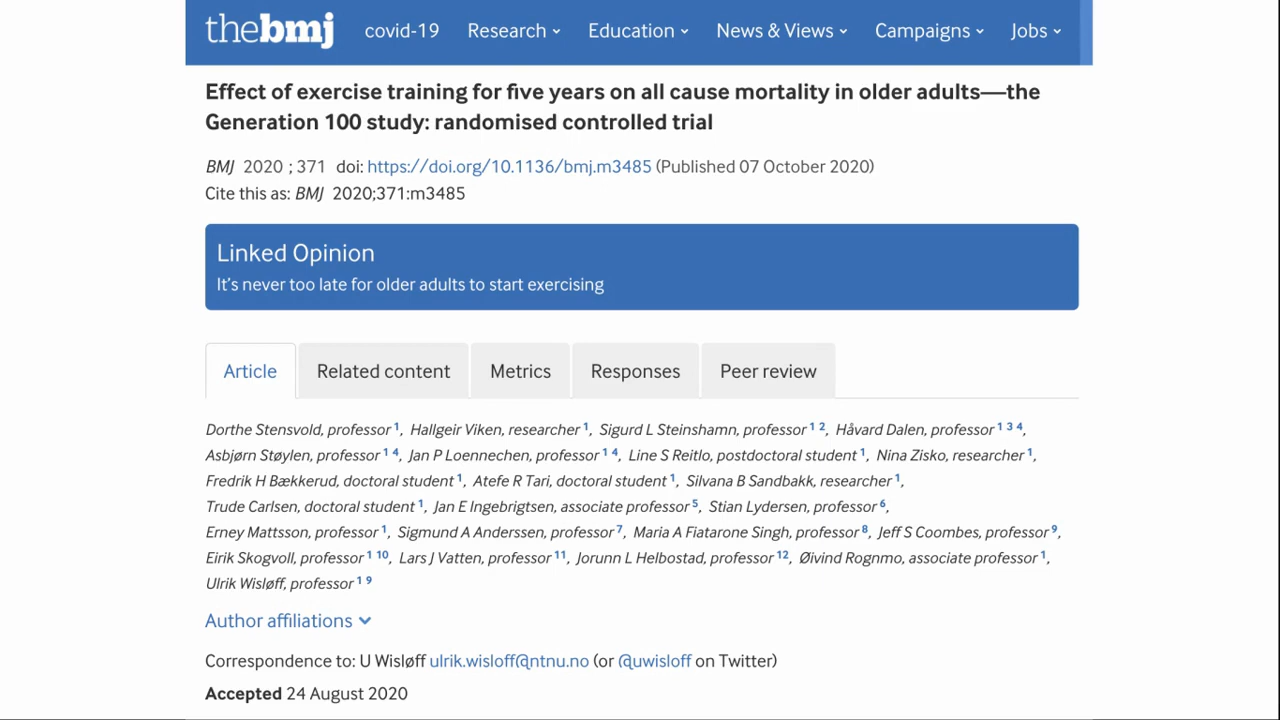 thebmj covid-19 Research Education News & Views Campaigns Jobs
Effect of exercise training for five years on all cause mortality in older adults—the
Generation 100 study: randomised controlled trial
BMJ 2020 ; 371 doi: https://doi.org/10.1136/bmj.m3485 (Published 07 October 2020)
Cite this as: BMJ 2020;371:m3485
Linked Opinion
It's never too late for older adults to start exercising
Article Related content Metrics Responses Peer review
Dorthe Stensvold, professor 1, Hallgeir Viken, researcher 1, Sigurd L Steinshamn, professor 1 2, Håvard Dalen, professor 1 3 4,
Asbjørn Støylen, professor 1 4, Jan P Loennechen, professor 1 4, Line S Reitlo, postdoctoral student 1, Nina Zisko, researcher 1,
Fredrik H Bækkerud, doctoral student 1, Atefe R Tari, doctoral student 1, Silvana B Sandbakk, researcher 1,
Trude Carlsen, doctoral student 1, Jan E Ingebrigtsen, associate professor 5, Stian Lydersen, professor 6,
Erney Mattsson, professor 1, Sigmund A Anderssen, professor 7, Maria A Fiatarone Singh, professor 8, Jeff S Coombes, professor 9,
Eirik Skogvoll, professor 1 10, Lars J Vatten, professor 11, Jorunn L Helbostad, professor 12, Øivind Rognmo, associate professor 1,
Ulrik Wisløff, professor 1 9
Author affiliations
Correspondence to: U Wisløff ulrik.wisloff@ntnu.no (or @uwisloff on Twitter)
Accepted 24 August 2020